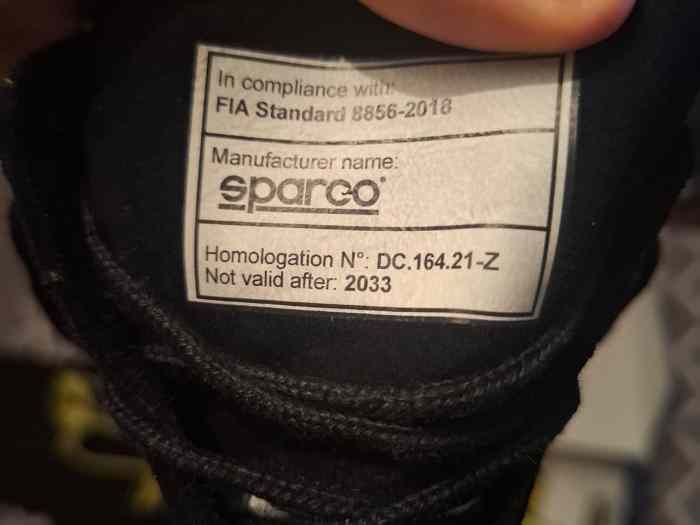 In compliance with:
FIA Standard 8856-2018
Manufacturer name:
sparco
Homologation N°: DC.164.21-Z
Not valid after: 2033